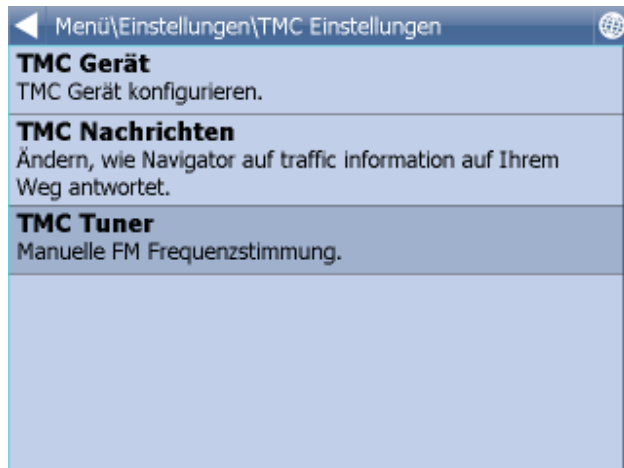 Menü\Einstellungen\TMC Einstellungen
TMC Gerät
TMC Gerät konfigurieren.
TMC Nachrichten
Ändern, wie Navigator auf traffic information auf Ihrem
Weg antwortet.
TMC Tuner
Manuelle FM Frequenzstimmung.